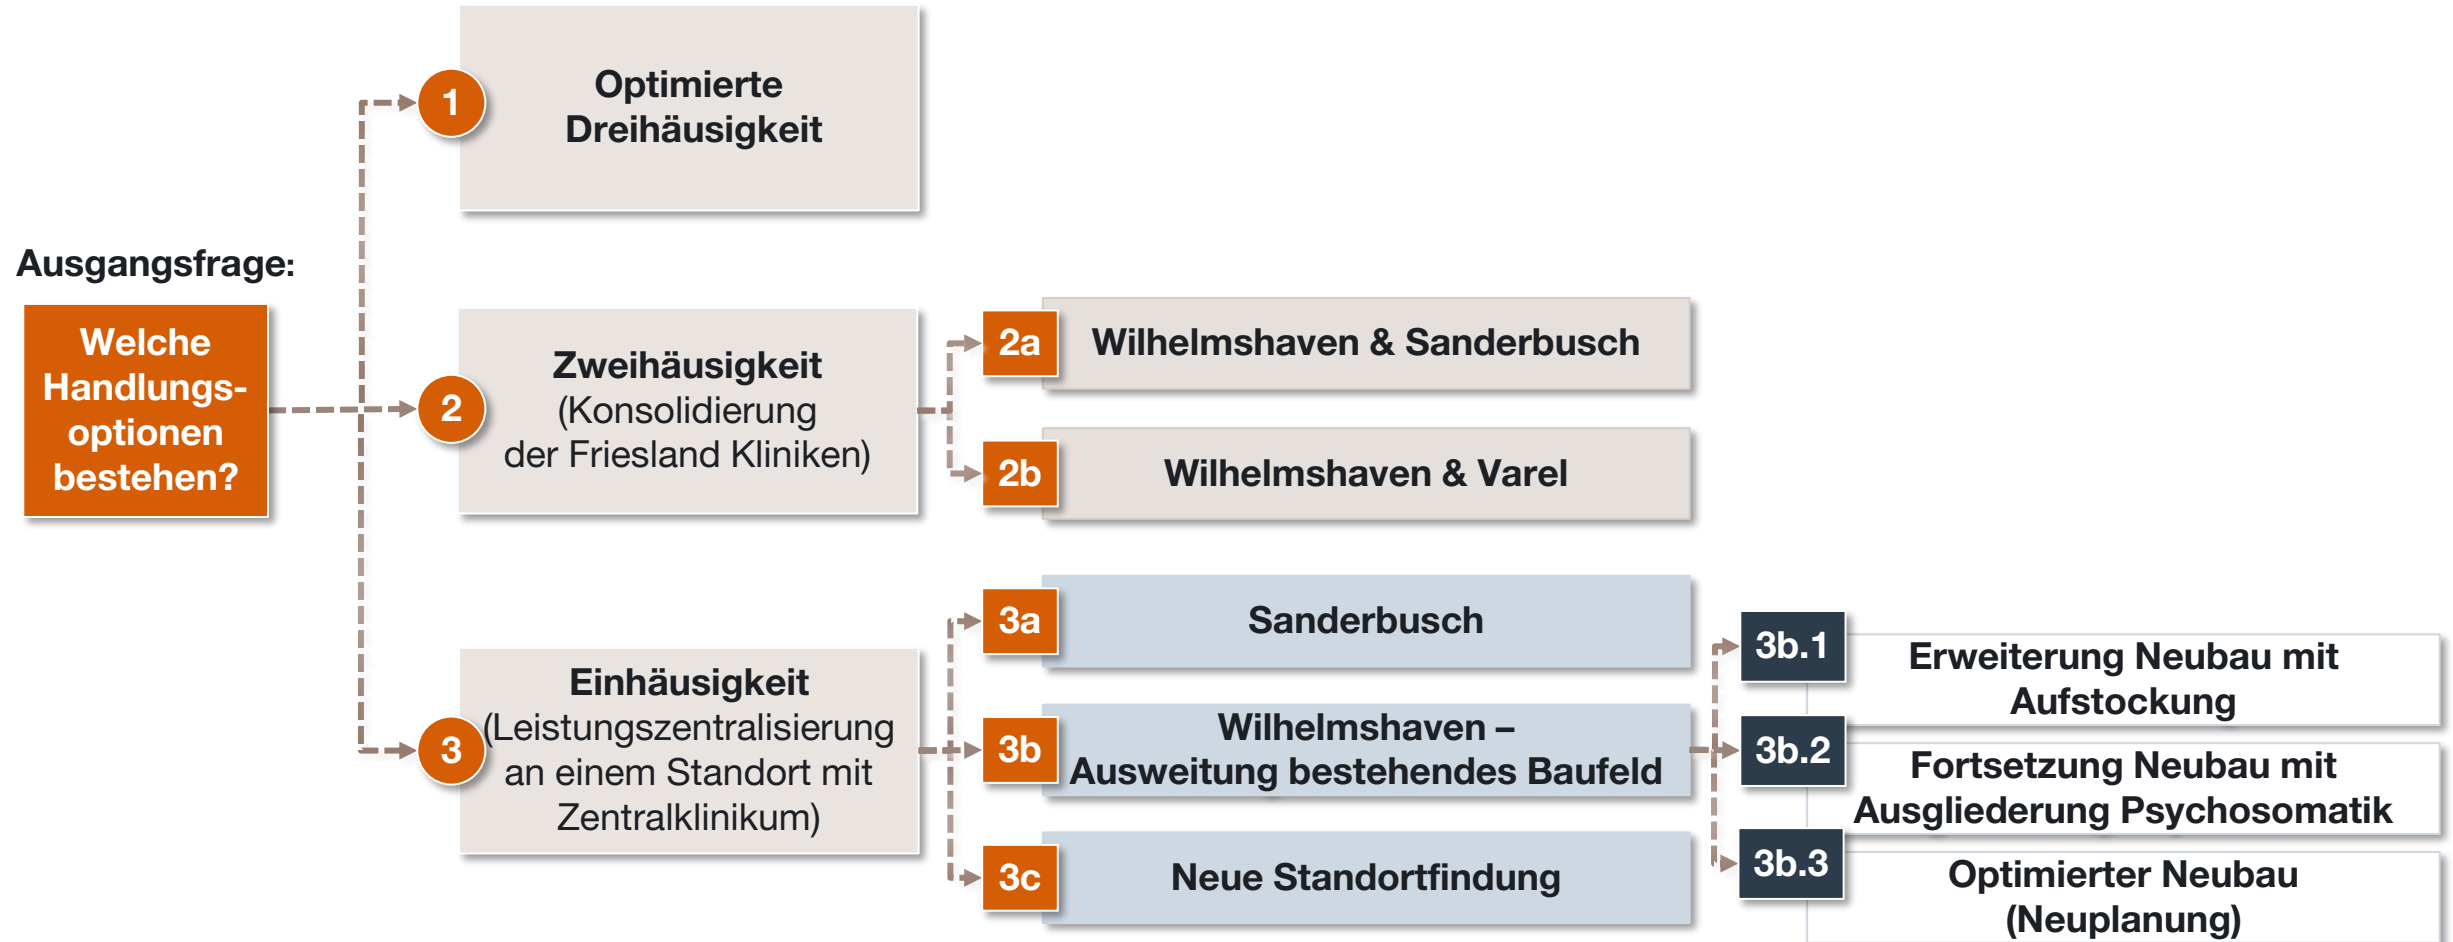 Ausgangsfrage:
Welche
Handlungs-
optionen
bestehen?
1
Optimierte
Dreihäusigkeit
2
Zweihäusigkeit
(Konsolidierung
der Friesland Kliniken)
2a
Wilhelmshaven & Sanderbusch
2b
Wilhelmshaven & Varel
3
Einhäusigkeit
(Leistungszentralisierung
an einem Standort mit
Zentralklinikum)
3a
Sanderbusch
3b
Wilhelmshaven –
Ausweitung bestehendes Baufeld
3b.1
Erweiterung Neubau mit
Aufstockung
3b.2
Fortsetzung Neubau mit
Ausgliederung Psychosomatik
3b.3
Optimierter Neubau
(Neuplanung)
3c
Neue Standortfindung